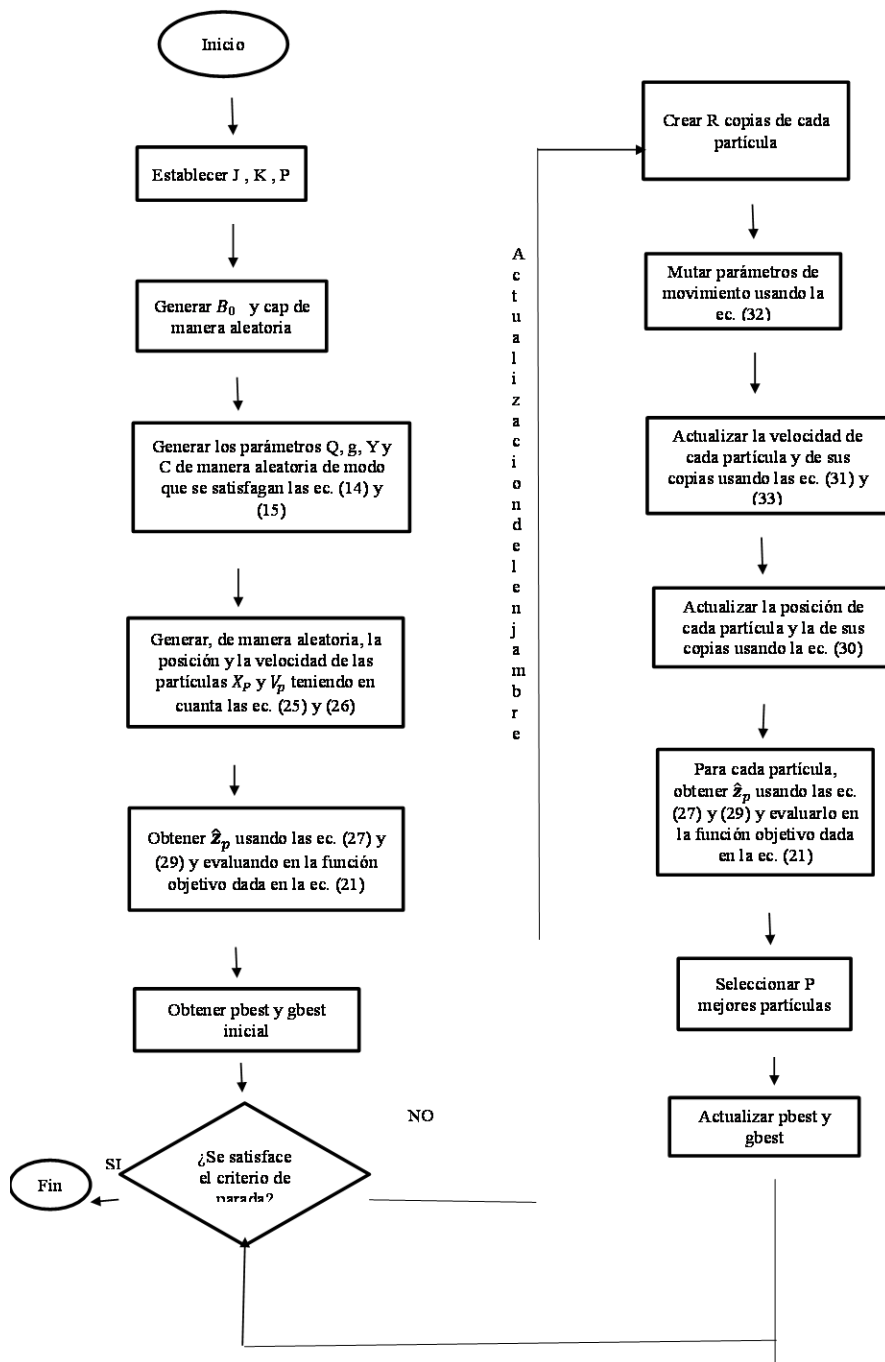 Inicio
Establecer J , K , P
Generar B₀ y cap de
manera aleatoria
Generar los parámetros Q, g, Y y
C de manera aleatoria de modo
que se satisfagan las ec. (14) y
(15)
Generar, de manera aleatoria, la
posición y la velocidad de las
partículas Xₚ y Vₚ teniendo en
cuanta las ec. (25) y (26)
Obtener ẑₚ usando las ec. (27) y
(29) y evaluando en la función
objetivo dada en la ec. (21)
Obtener pbest y gbest
inicial
¿Se satisface
el criterio de
parada?
SI
Fin
NO
Actualizaciondelenjambre
Crear R copias de cada
partícula
Mutar parámetros de
movimiento usando la
ec. (32)
Actualizar la velocidad de
cada partícula y de sus
copias usando las ec. (31) y
(33)
Actualizar la posición de
cada partícula y la de sus
copias usando la ec. (30)
Para cada partícula,
obtener ẑₚ usando las ec.
(27) y (29) y evaluarlo en
la función objetivo dada
en la ec. (21)
Seleccionar P
mejores partículas
Actualizar pbest y
gbest